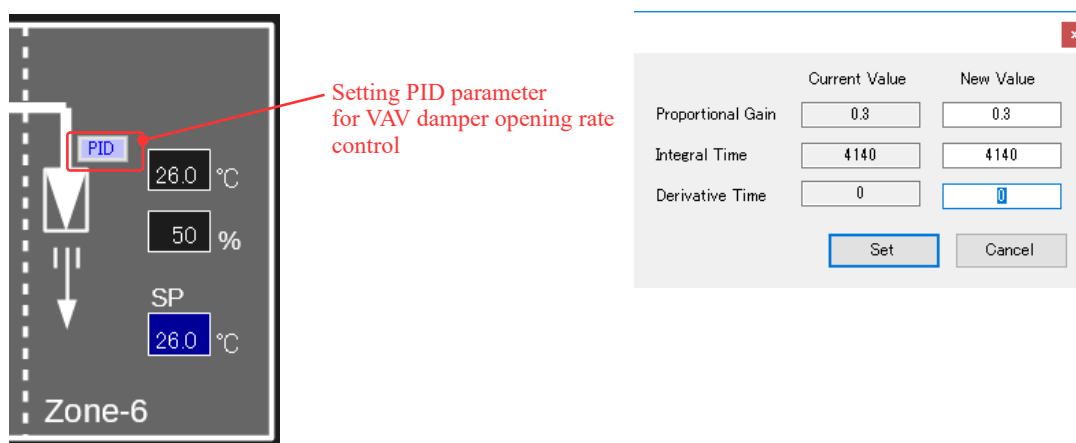 PID
26.0 °C
50 %
SP
26.0 °C
Zone-6
Setting PID parameter
for VAV damper opening rate
control
Current Value New Value
Proportional Gain 0.3 0.3
Integral Time 4140 4140
Derivative Time 0 0
Set Cancel